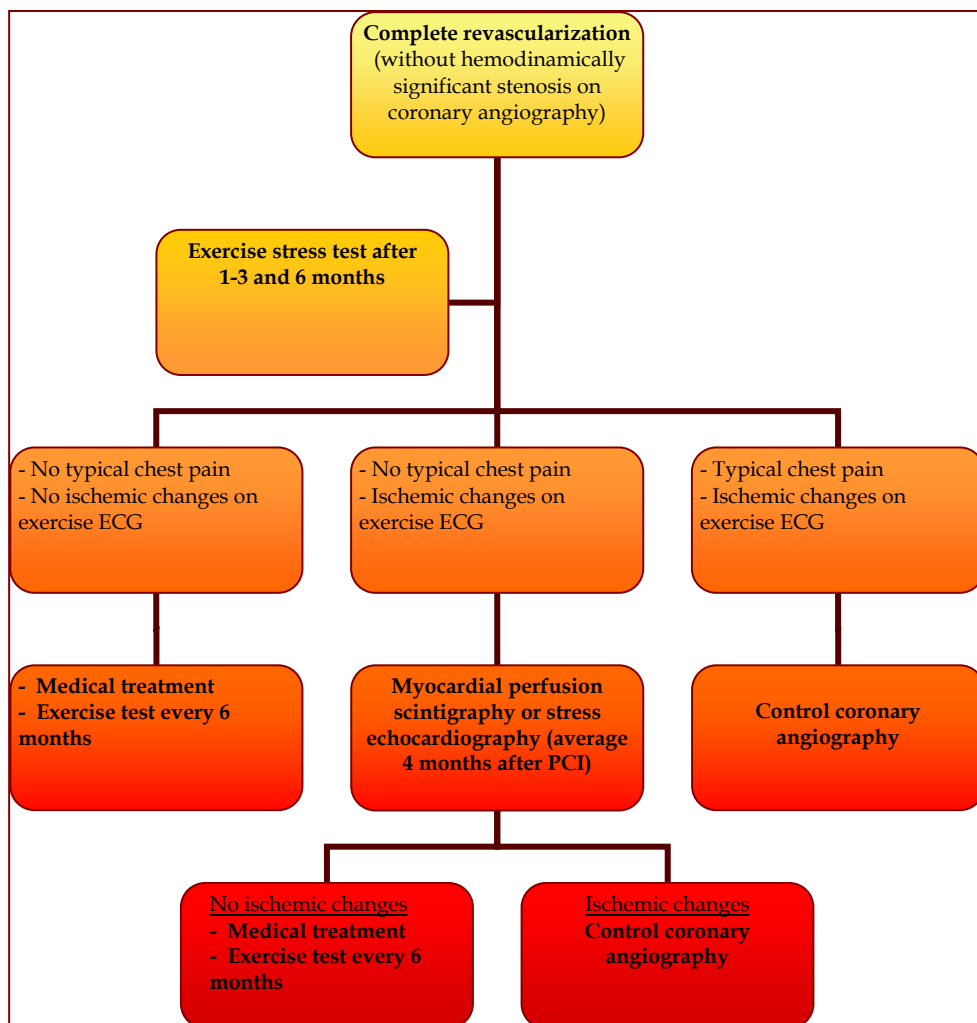 Complete revascularization
(without hemodinamically
significant stenosis on
coronary angiography)
Exercise stress test after
1-3 and 6 months
- No typical chest pain
- No ischemic changes on
exercise ECG
- No typical chest pain
- Ischemic changes on
exercise ECG
- Typical chest pain
- Ischemic changes on
exercise ECG
- Medical treatment
- Exercise test every 6
months
Myocardial perfusion
scintigraphy or stress
echocardiography (average
4 months after PCI)
Control coronary
angiography
No ischemic changes
- Medical treatment
- Exercise test every 6
months
Ischemic changes
Control coronary
angiography